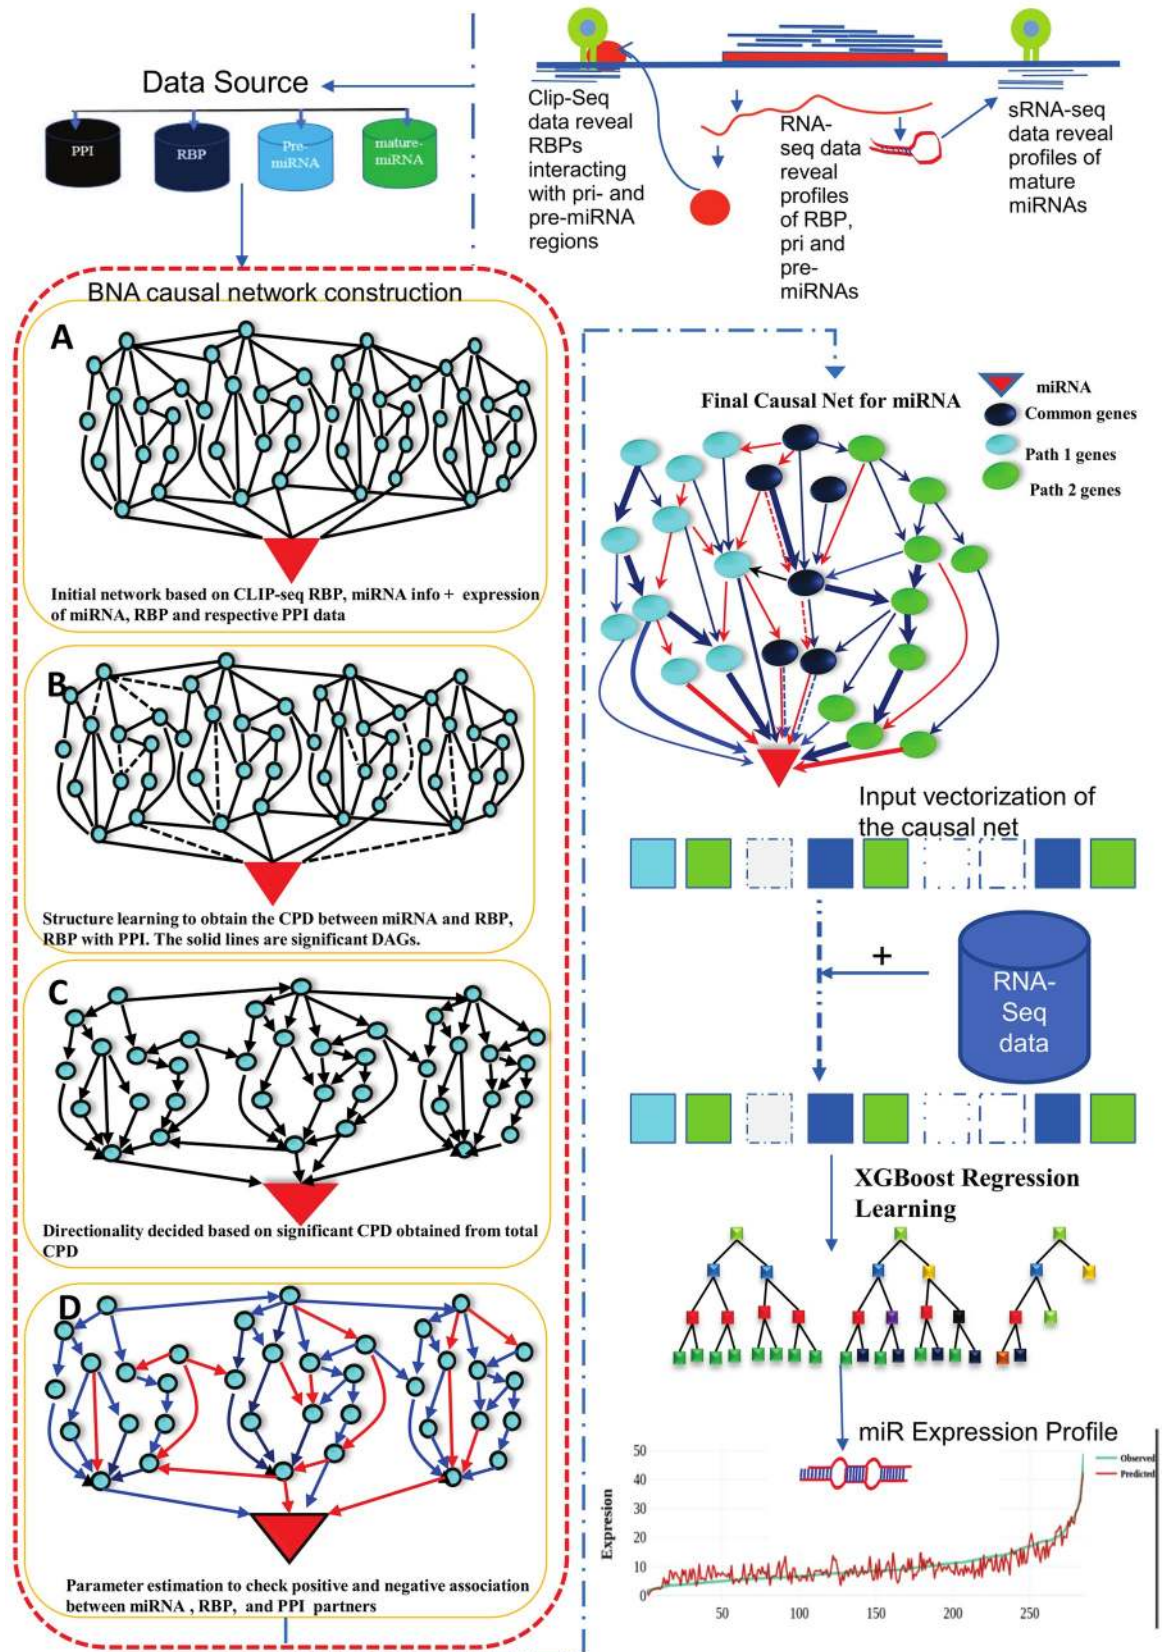 Data Source
PPI
RBP
Pre-
miRNA
mature-
miRNA
Clip-Seq
data reveal
RBPs
interacting
with pri- and
pre-miRNA
regions
RNA-
seq data
reveal
profiles
of RBP,
pri and
pre-
miRNAs
sRNA-seq
data reveal
profiles of
mature
miRNAs
BNA causal network construction
A
Initial network based on CLIP-seq RBP, miRNA info + expression
of miRNA, RBP and respective PPI data
B
Structure learning to obtain the CPD between miRNA and RBP,
RBP with PPI. The solid lines are significant DAGs.
C
Directionality decided based on significant CPD obtained from total
CPD
D
Parameter estimation to check positive and negative association
between miRNA , RBP, and PPI partners
Final Causal Net for miRNA
miRNA
Common genes
Path 1 genes
Path 2 genes
Input vectorization of
the causal net
+
RNA-
Seq
data
XGBoost Regression
Learning
miR Expression Profile
Observed
Predicted
Expresion
50
40
30
20
10
0
50
100
150
200
250